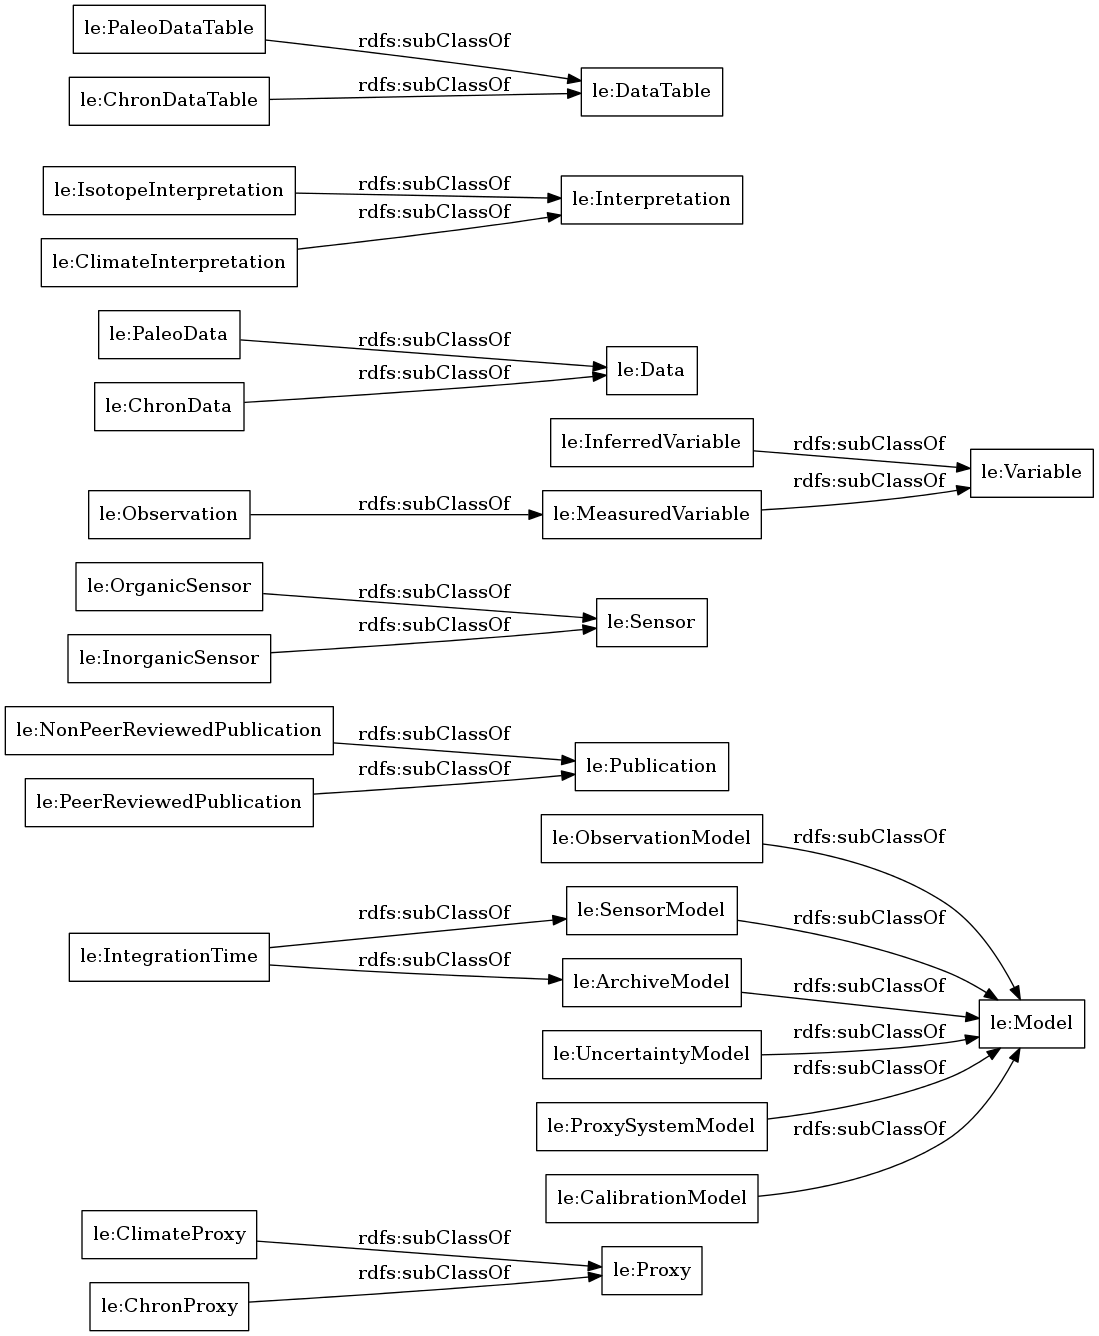 le:PaleoDataTable
rdfs:subClassOf
le:ChronDataTable
rdfs:subClassOf
le:DataTable
le:IsotopeInterpretation
rdfs:subClassOf
le:Interpretation
rdfs:subClassOf
le:ClimateInterpretation
le:PaleoData
rdfs:subClassOf
le:Data
rdfs:subClassOf
le:ChronData
le:InferredVariable
rdfs:subClassOf
le:Variable
rdfs:subClassOf
le:Observation
rdfs:subClassOf
le:MeasuredVariable
le:OrganicSensor
rdfs:subClassOf
le:Sensor
rdfs:subClassOf
le:InorganicSensor
le:NonPeerReviewedPublication
rdfs:subClassOf
le:Publication
rdfs:subClassOf
le:PeerReviewedPublication
le:ObservationModel
rdfs:subClassOf
rdfs:subClassOf
le:SensorModel
rdfs:subClassOf
le:IntegrationTime
rdfs:subClassOf
le:ArchiveModel
rdfs:subClassOf
le:Model
le:UncertaintyModel
rdfs:subClassOf
rdfs:subClassOf
le:ProxySystemModel
rdfs:subClassOf
le:CalibrationModel
le:ClimateProxy
rdfs:subClassOf
le:Proxy
rdfs:subClassOf
le:ChronProxy